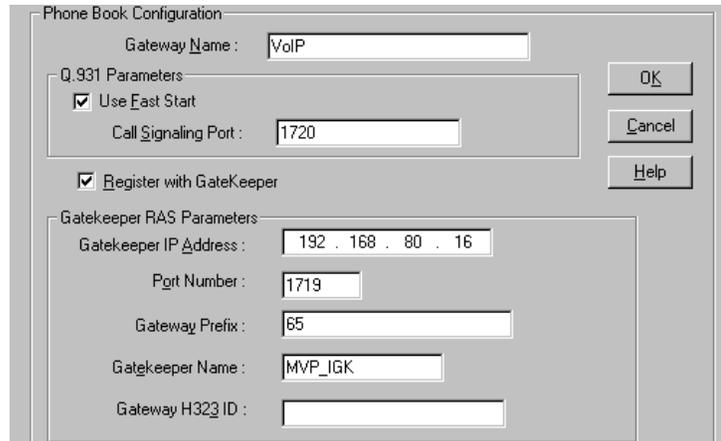 Phone Book Configuration
Gateway Name : VoIP
Q.931 Parameters
OK
Use Fast Start
Call Signaling Port : 1720
Cancel
Register with GateKeeper
Help
Gatekeeper RAS Parameters
Gatekeeper IP Address : 192 . 168 . 80 . 16
Port Number : 1719
Gateway Prefix : 65
Gatekeeper Name : MVP_IGK
Gateway H323 ID :